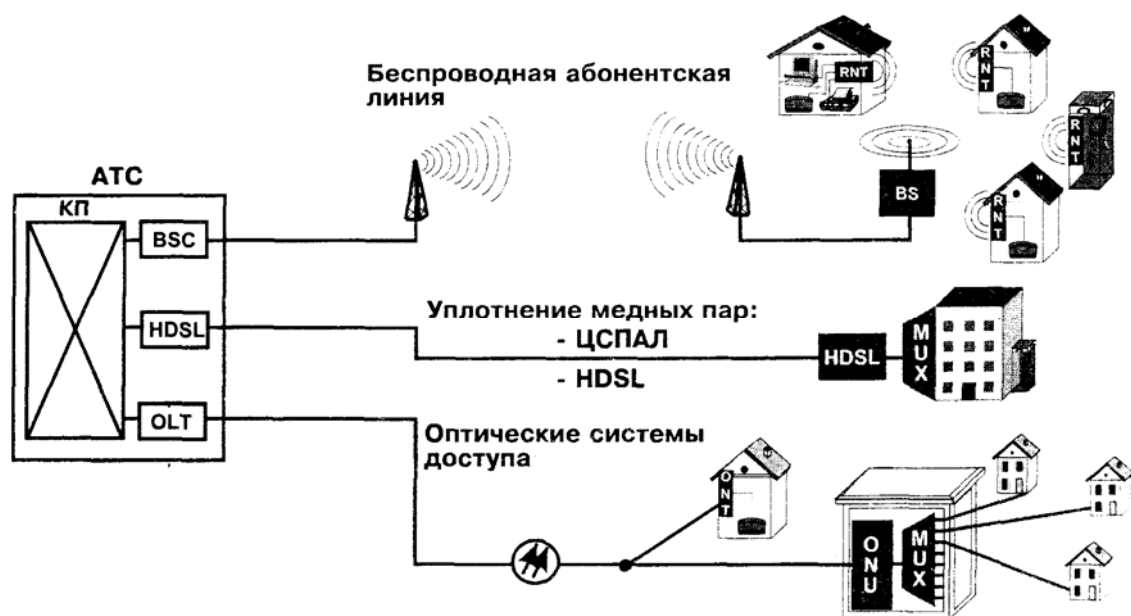 Беспроводная абонентская
линия
RNT
RNT
RNT
RNT
BS
АТС
КП
BSC
HDSL
OLT
Уплотнение медных пар:
- ЦСПАЛ
- HDSL
HDSL
MUX
Оптические системы
доступа
ONT
ONU
MUX